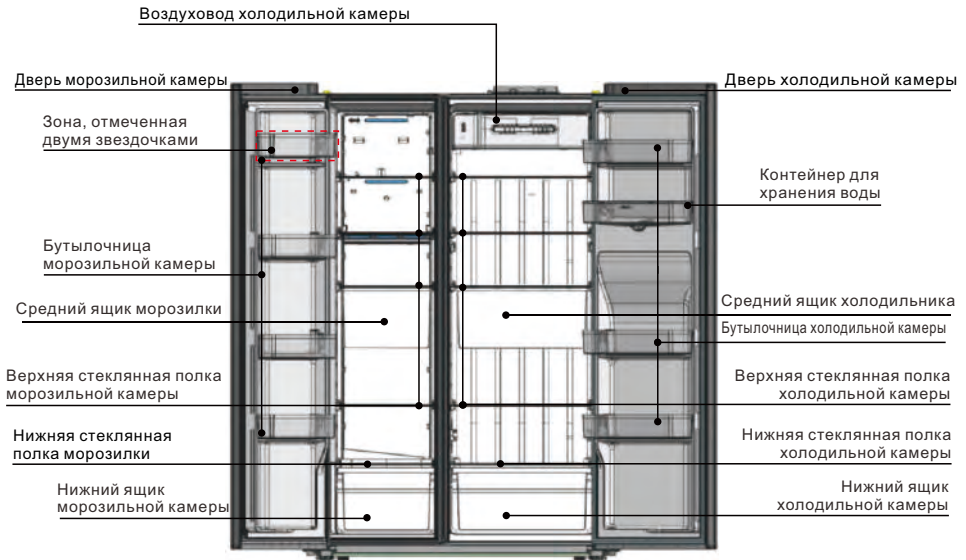 Воздуховод холодильной камеры
Дверь морозильной камеры
Дверь холодильной камеры
Зона, отмеченная
двумя звездочками
Контейнер для
хранения воды
Бутылочница
морозильной камеры
Средний ящик морозилки
Средний ящик холодильника
Бутылочница холодильной камеры
Верхняя стеклянная полка
морозильной камеры
Верхняя стеклянная полка
холодильной камеры
Нижняя стеклянная
полка морозилки
Нижняя стеклянная полка
холодильной камеры
Нижний ящик
морозильной камеры
Нижний ящик
холодильной камеры